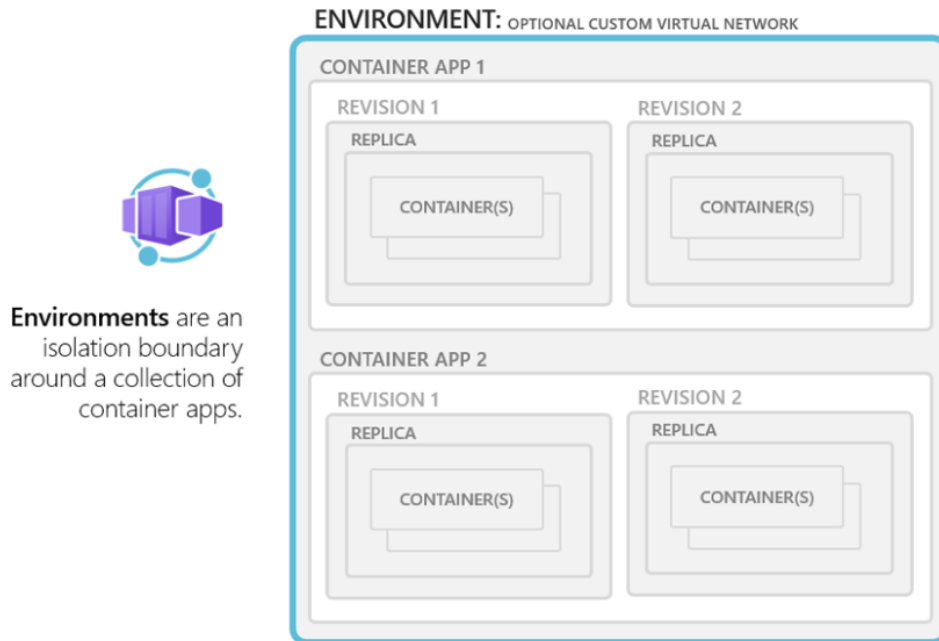 ENVIRONMENT: OPTIONAL CUSTOM VIRTUAL NETWORK
CONTAINER APP 1
REVISION 1
REPLICA
CONTAINER(S)
REVISION 2
REPLICA
CONTAINER(S)
Environments are an
isolation boundary
around a collection of
container apps.
CONTAINER APP 2
REVISION 1
REPLICA
CONTAINER(S)
REVISION 2
REPLICA
CONTAINER(S)